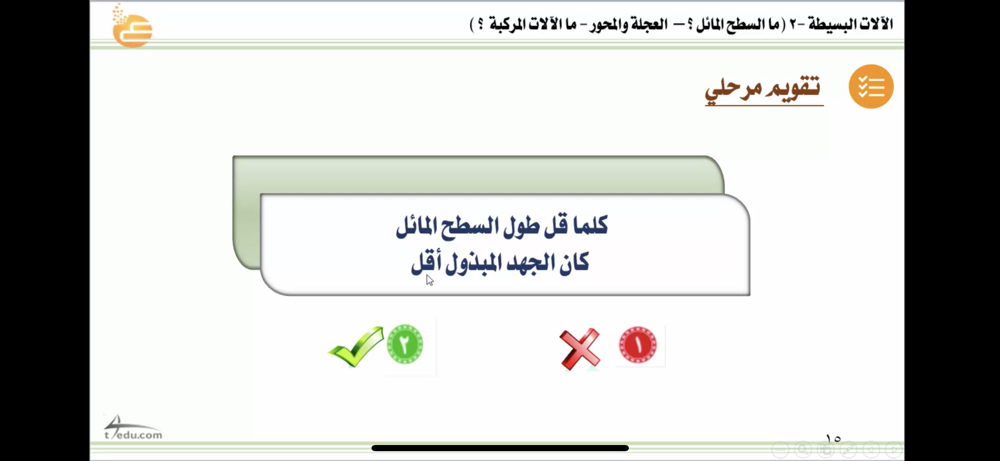 الآلات البسيطة -٢ (ما السطح المائل ؟ – العجلة والمحور - ما الآلات المركبة ؟ )
تقويم مرحلي
كلما قل طول السطح المائل
كان الجهد المبذول أقل
١
٢
t4edu.com
١٥